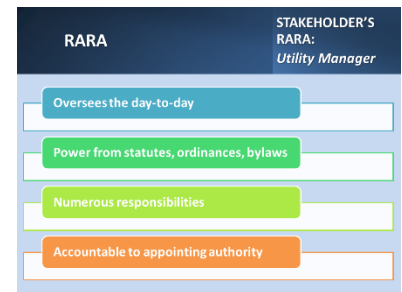 RARA
STAKEHOLDER'S
RARA:
Utility Manager
Oversees the day-to-day
Power from statutes, ordinances, bylaws
Numerous responsibilities
Accountable to appointing authority